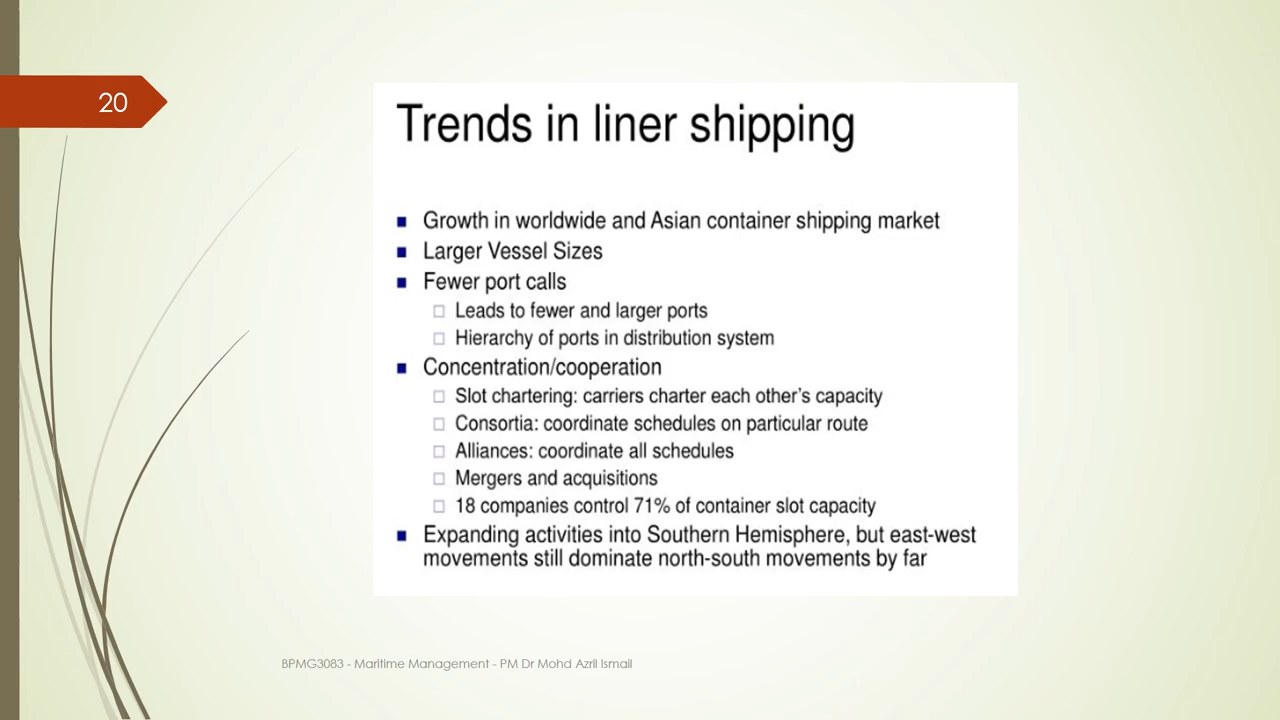 20
Trends in liner shipping
■ Growth in worldwide and Asian container shipping market
■ Larger Vessel Sizes
■ Fewer port calls
□ Leads to fewer and larger ports
□ Hierarchy of ports in distribution system
■ Concentration/cooperation
□ Slot chartering: carriers charter each other's capacity
□ Consortia: coordinate schedules on particular route
□ Alliances: coordinate all schedules
□ Mergers and acquisitions
□ 18 companies control 71% of container slot capacity
■ Expanding activities into Southern Hemisphere, but east-west
movements still dominate north-south movements by far
BPMG3083 - Maritime Management - PM Dr Mohd Azril Ismail